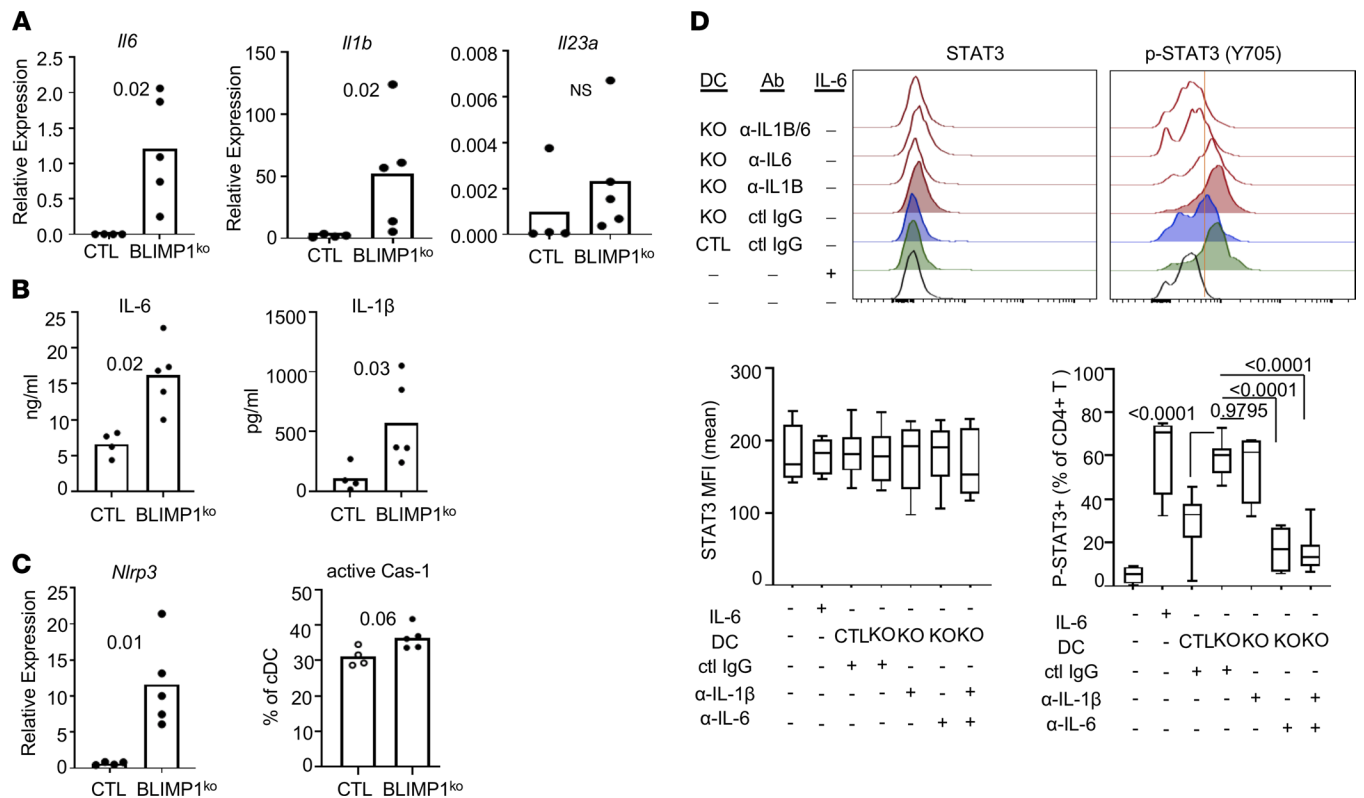 A
Il6
Relative Expression
2.5
2.0
1.5
1.0
0.5
0.0
0.02
CTL BLIMP1ko
Il1b
Relative Expression
150
100
50
0
0.02
CTL BLIMP1ko
Il23a
0.008
0.006
0.004
0.002
0.000
NS
CTL BLIMP1ko
B
IL-6
ng/ml
25
20
15
10
5
0
0.02
CTL BLIMP1ko
IL-1β
pg/ml
1500
1000
500
0
0.03
CTL BLIMP1ko
C
Nlrp3
Relative Expression
25
20
15
10
5
0
0.01
CTL BLIMP1ko
active Cas-1
% of cDC
50
40
30
20
10
0
0.06
CTL BLIMP1ko
D
STAT3 p-STAT3 (Y705)
DC Ab IL-6
KO α-IL1B/6 –
KO α-IL6 –
KO α-IL1B –
KO ctl IgG –
CTL ctl IgG –
– – +
– – –
STAT3 MFI (mean)
300
200
100
0
IL-6 - + - - - - -
DC - - CTL KO KO KO KO
ctl IgG - - + + - - -
α-IL-1β - - - - + - +
α-IL-6 - - - - - + +
P-STAT3+ (% of CD4+ T )
100
80
60
40
20
0
<0.0001
<0.0001
<0.0001 0.9795
IL-6 - + - - - - -
DC - - CTL KO KO KO KO
ctl IgG - - + + - - -
α-IL-1β - - - - + - +
α-IL-6 - - - - - + +